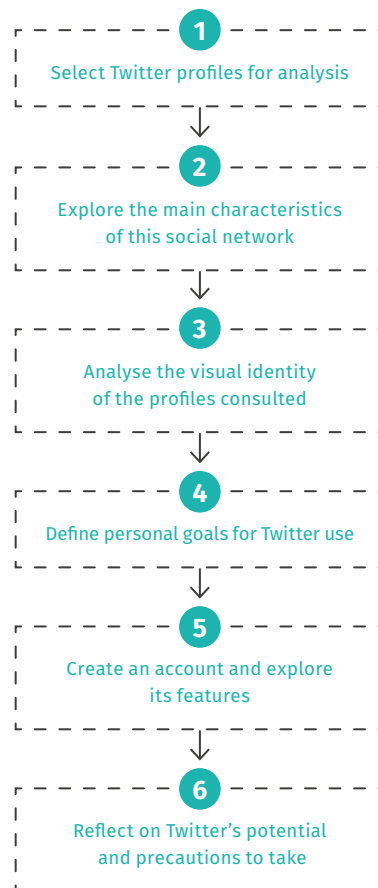 1
Select Twitter profiles for analysis
2
Explore the main characteristics
of this social network
3
Analyse the visual identity
of the profiles consulted
4
Define personal goals for Twitter use
5
Create an account and explore
its features
6
Reflect on Twitter’s potential
and precautions to take